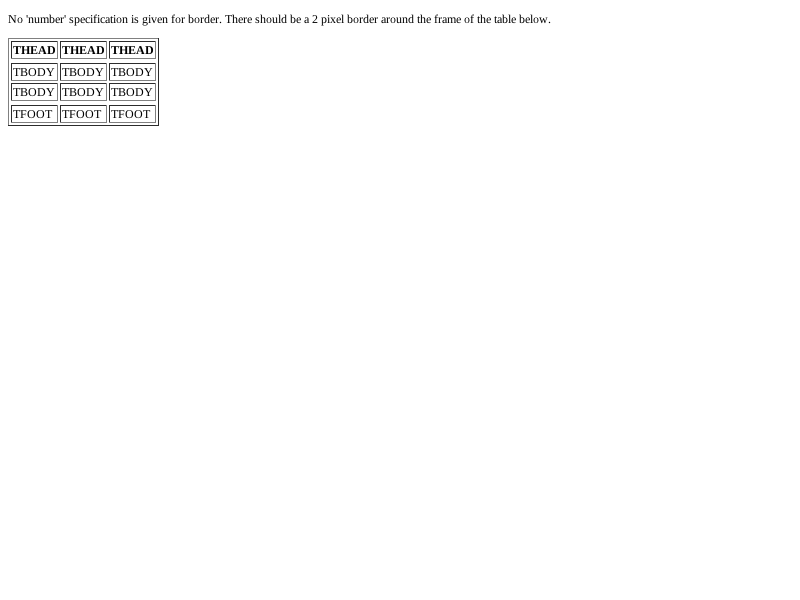 No 'number' specification is given for border. There should be a 2 pixel border around the frame of the table below.
THEAD THEAD THEAD
TBODY TBODY TBODY
TBODY TBODY TBODY
TFOOT TFOOT TFOOT